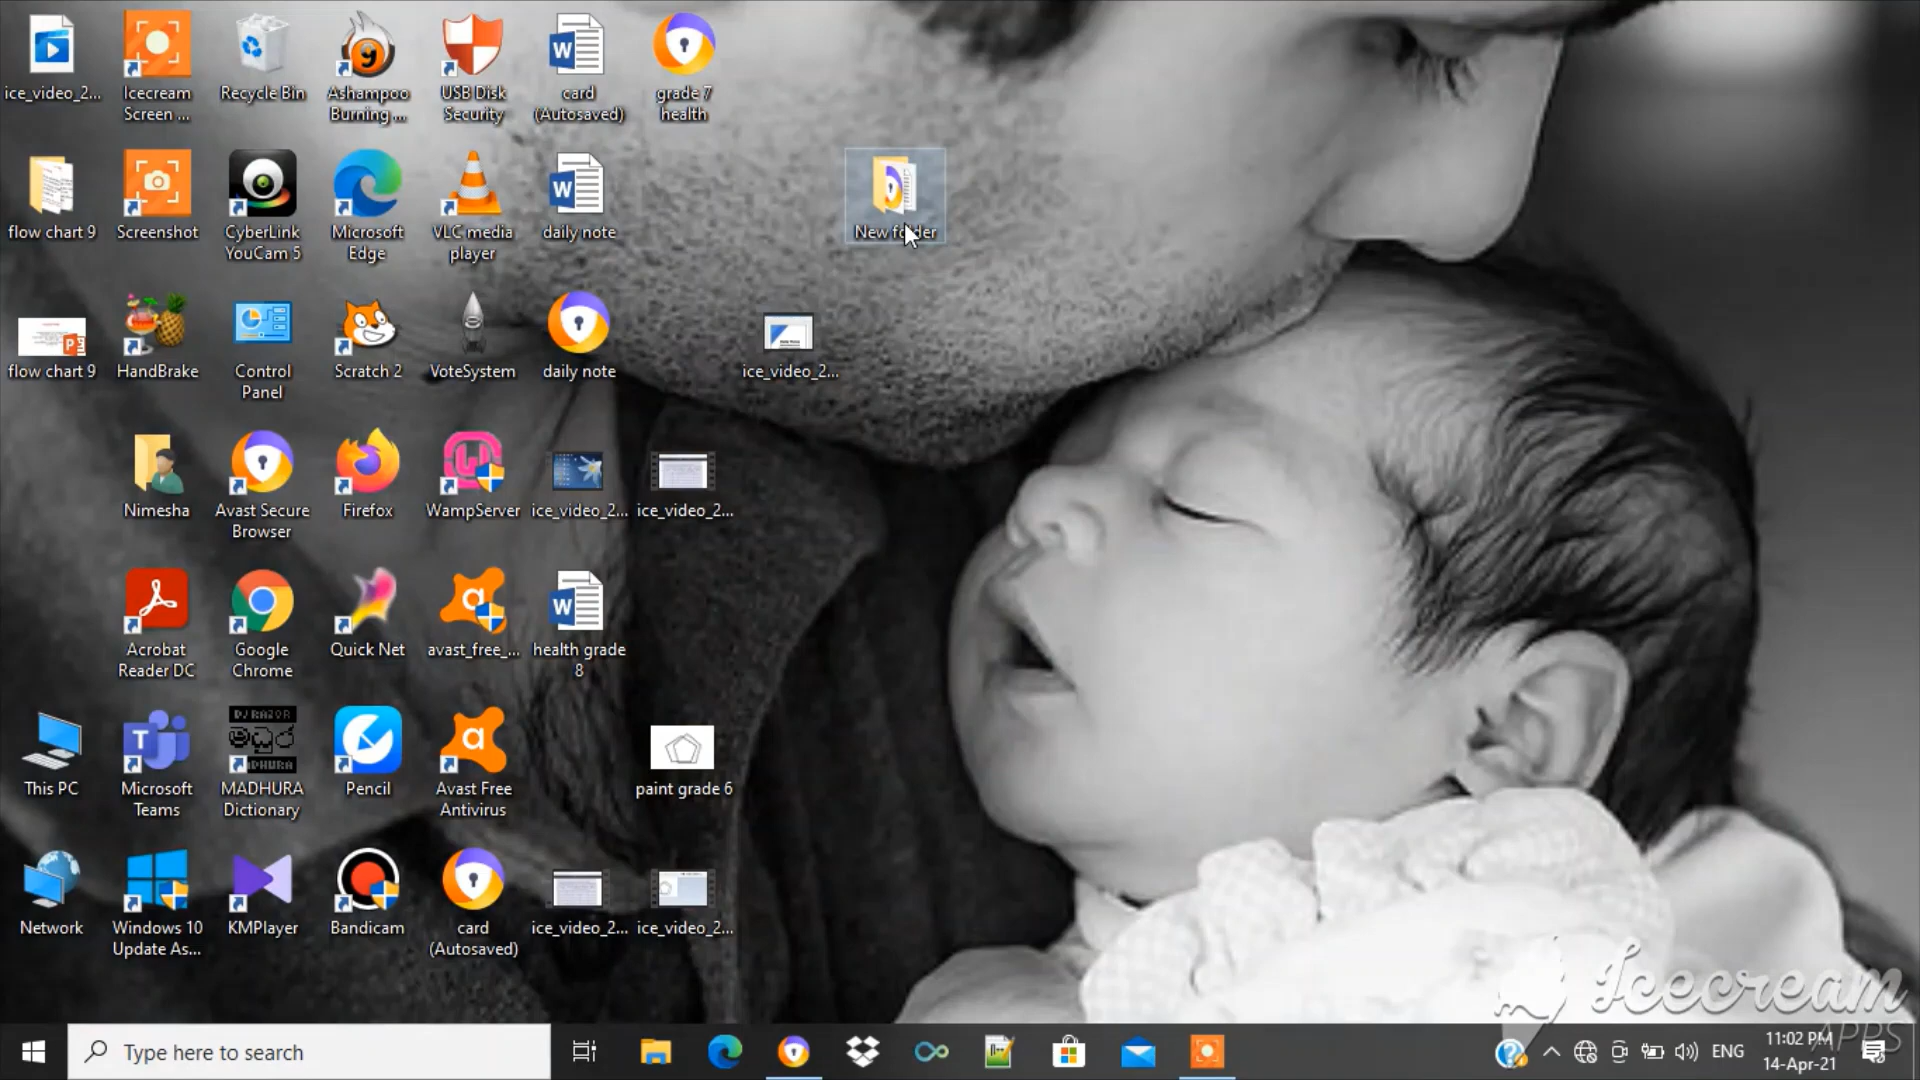 ice_video_2...
Icecream
Screen ...
Recycle Bin
Ashampoo
Burning ...
USB Disk
Security
card
(Autosaved)
grade 7
health
flow chart 9
Screenshot
CyberLink
YouCam 5
Microsoft
Edge
VLC media
player
daily note
New folder
flow chart 9
HandBrake
Control
Panel
Scratch 2
VoteSystem
daily note
ice_video_2...
Nimesha
Avast Secure
Browser
Firefox
WampServer
ice_video_2...
ice_video_2...
Acrobat
Reader DC
Google
Chrome
Quick Net
avast_free_...
health grade
8
This PC
Microsoft
Teams
DJ RAZOR
MADHURA
Dictionary
Pencil
Avast Free
Antivirus
paint grade 6
Network
Windows 10
Update As...
KMPlayer
Bandicam
card
(Autosaved)
ice_video_2...
ice_video_2...
Icecream
APPS
Type here to search
ENG
11:02 PM
14-Apr-21